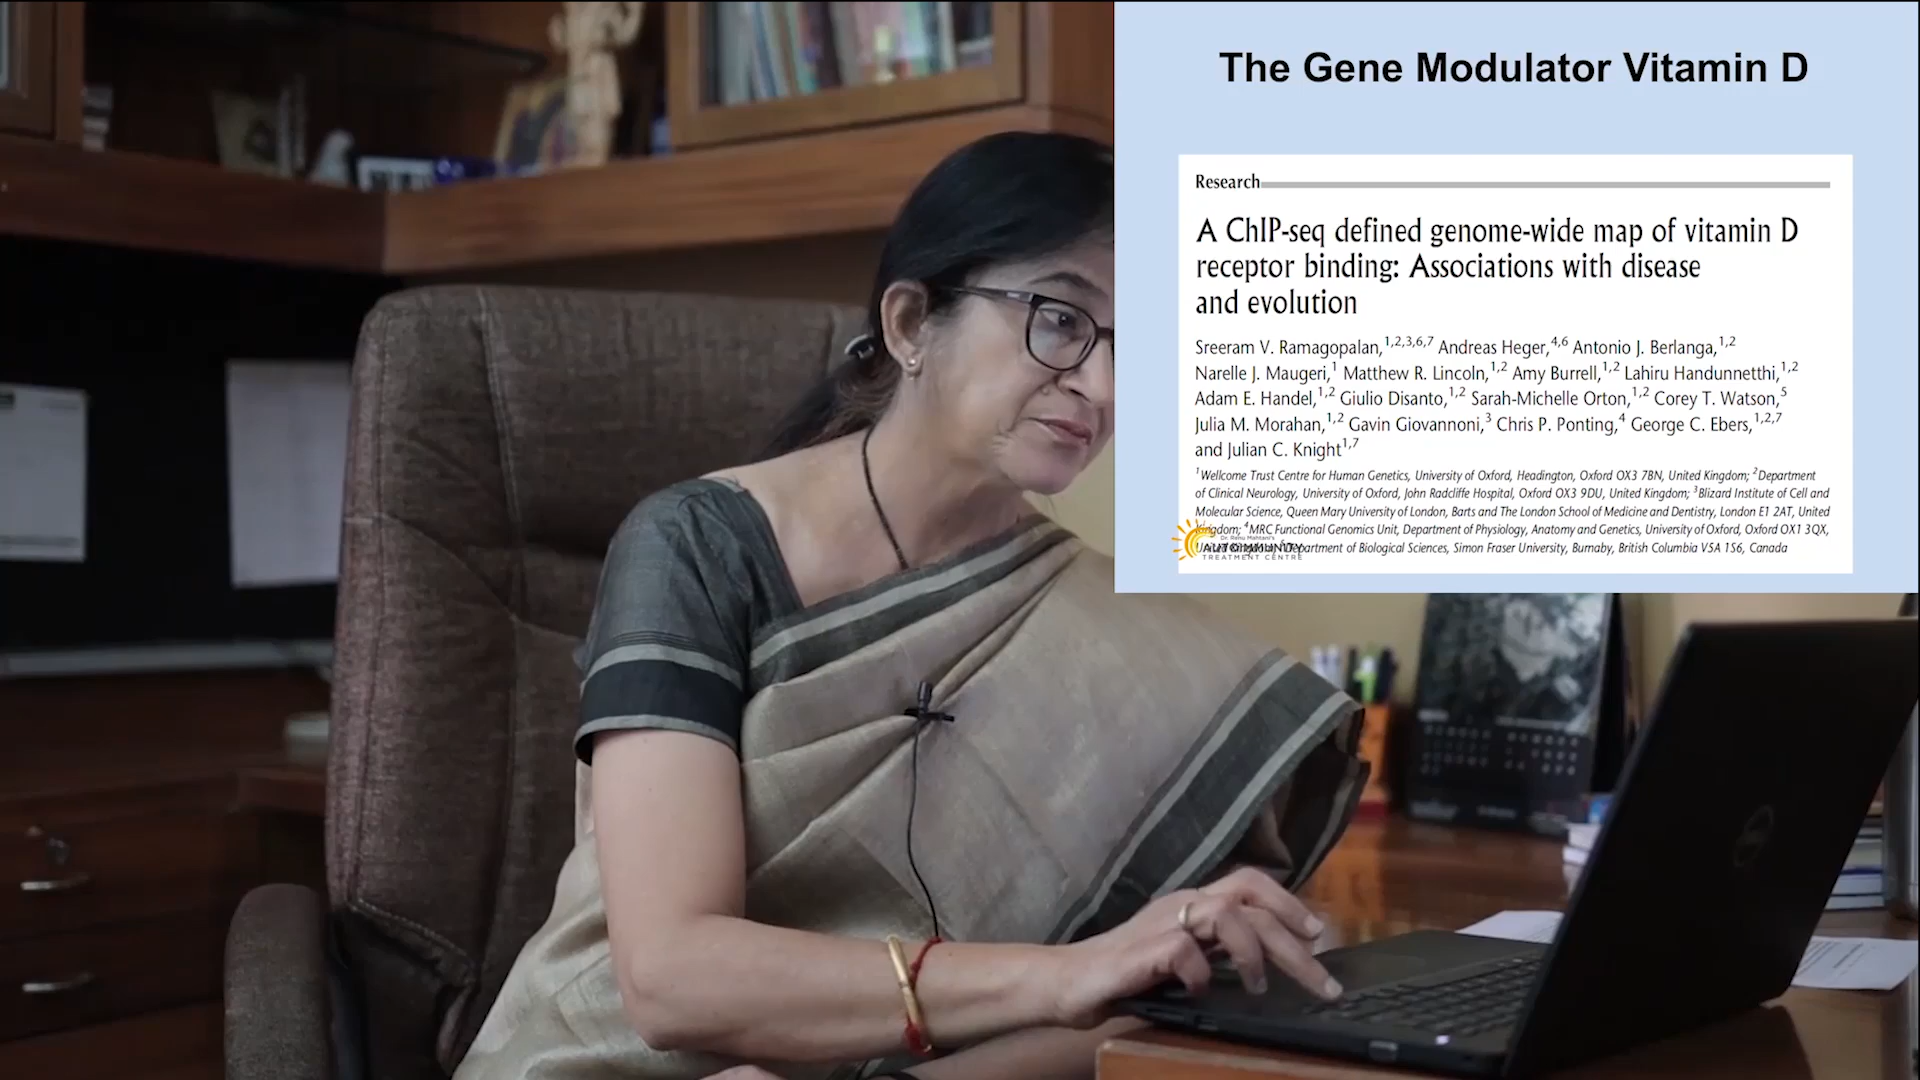 The Gene Modulator Vitamin D
Research
A ChIP-seq defined genome-wide map of vitamin D
receptor binding: Associations with disease
and evolution
Sreeram V. Ramagopalan,1,2,3,6,7 Andreas Heger,4,6 Antonio J. Berlanga,1,2
Narelle J. Maugeri,1 Matthew R. Lincoln,1,2 Amy Burrell,1,2 Lahiru Handunnetthi,1,2
Adam E. Handel,1,2 Giulio Disanto,1,2 Sarah-Michelle Orton,1,2 Corey T. Watson,5
Julia M. Morahan,1,2 Gavin Giovannoni,3 Chris P. Ponting,4 George C. Ebers,1,2,7
and Julian C. Knight1,7
1Wellcome Trust Centre for Human Genetics, University of Oxford, Headington, Oxford OX3 7BN, United Kingdom; 2Department
of Clinical Neurology, University of Oxford, John Radcliffe Hospital, Oxford OX3 9DU, United Kingdom; 3Blizard Institute of Cell and
Molecular Science, Queen Mary University of London, Barts and The London School of Medicine and Dentistry, London E1 2AT, United
Kingdom; 4MRC Functional Genomics Unit, Department of Physiology, Anatomy and Genetics, University of Oxford, Oxford OX1 3QX,
Department of Biological Sciences, Simon Fraser University, Burnaby, British Columbia V5A 1S6, Canada
Dr. Renu Mahtani's
AUTOIMMUNITY
TREATMENT CENTRE